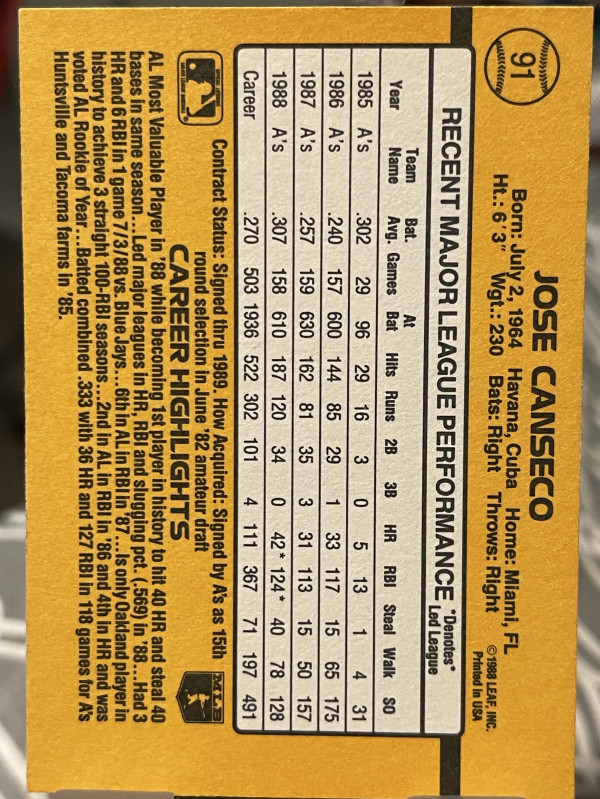 91
JOSE CANSECO
Born: July 2, 1964 Havana, Cuba Home: Miami, FL
Ht.: 6'3" Wgt.: 230 Bats: Right Throws: Right
©1988 LEAF, INC.
Printed in USA
RECENT MAJOR LEAGUE PERFORMANCE *Denotes* Led League
Year Team Name Bat. Avg. Games At Bat Hits Runs 2B 3B HR RBI Steal Walk SO
1985 A's .302 29 96 29 16 3 0 5 13 1 4 31
1986 A's .240 157 600 144 85 29 1 33 117 15 65 175
1987 A's .257 159 630 162 81 35 3 31 113 15 50 157
1988 A's .307 158 610 187 120 34 0 42* 124* 40 78 128
Career .270 503 1936 522 302 101 4 111 367 71 197 491
Contract Status: Signed thru 1989. How Acquired: Signed by A's as 15th
round selection in June '82 amateur draft
CAREER HIGHLIGHTS
MLB
AL Most Valuable Player in '88 while becoming 1st player in history to hit 40 HR and steal 40
bases in same season...Led major leagues in HR, RBI and slugging pct. (.569) in '88...Had 3
HR and 6 RBI in 1 game 7/3/88 vs. Blue Jays...6th in AL in RBI in '87...Is only Oakland player in
history to achieve 3 straight 100-RBI seasons...2nd in AL in RBI in '86 and 4th in HR and was
voted AL Rookie of Year...Batted combined .333 with 36 HR and 127 RBI in 118 games for A's
Huntsville and Tacoma farms in '85.